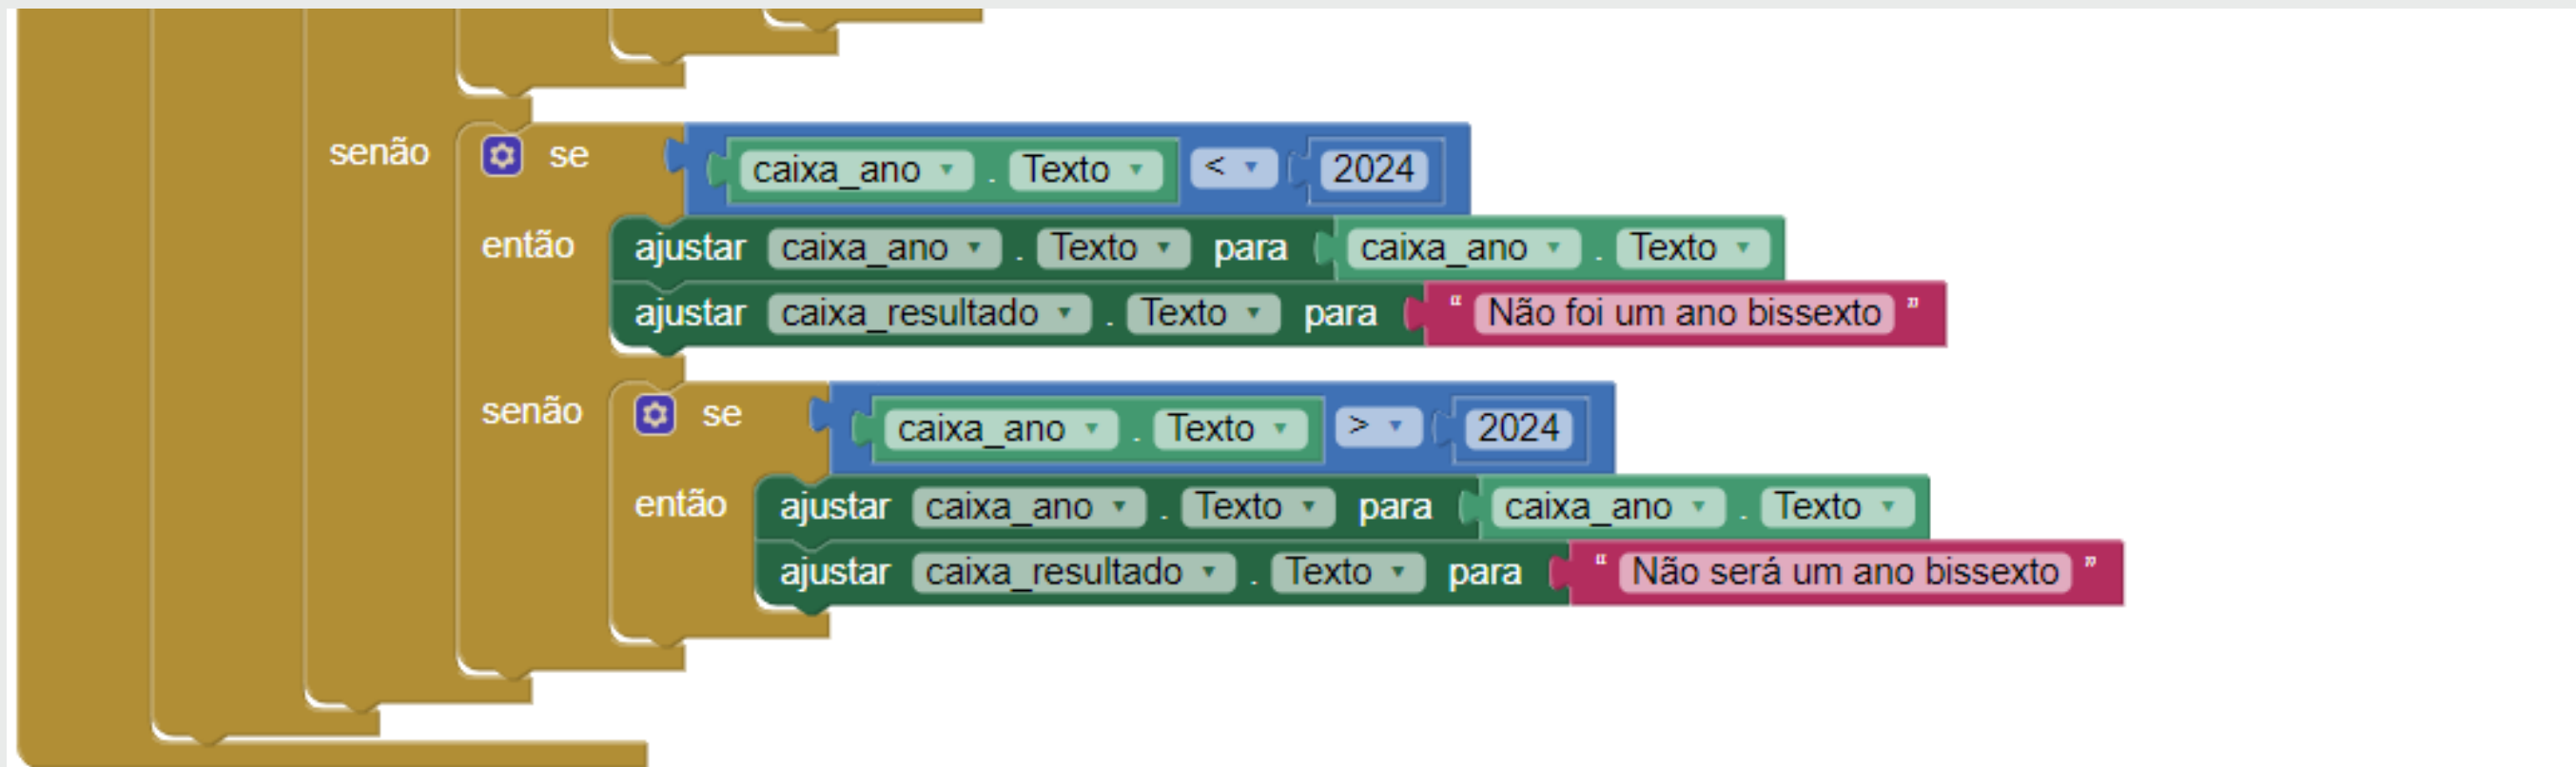 senão se caixa_ano . Texto < 2024
então ajustar caixa_ano . Texto para caixa_ano . Texto
ajustar caixa_resultado . Texto para “ Não foi um ano bissexto ”
senão se caixa_ano . Texto > 2024
então ajustar caixa_ano . Texto para caixa_ano . Texto
ajustar caixa_resultado . Texto para “ Não será um ano bissexto ”